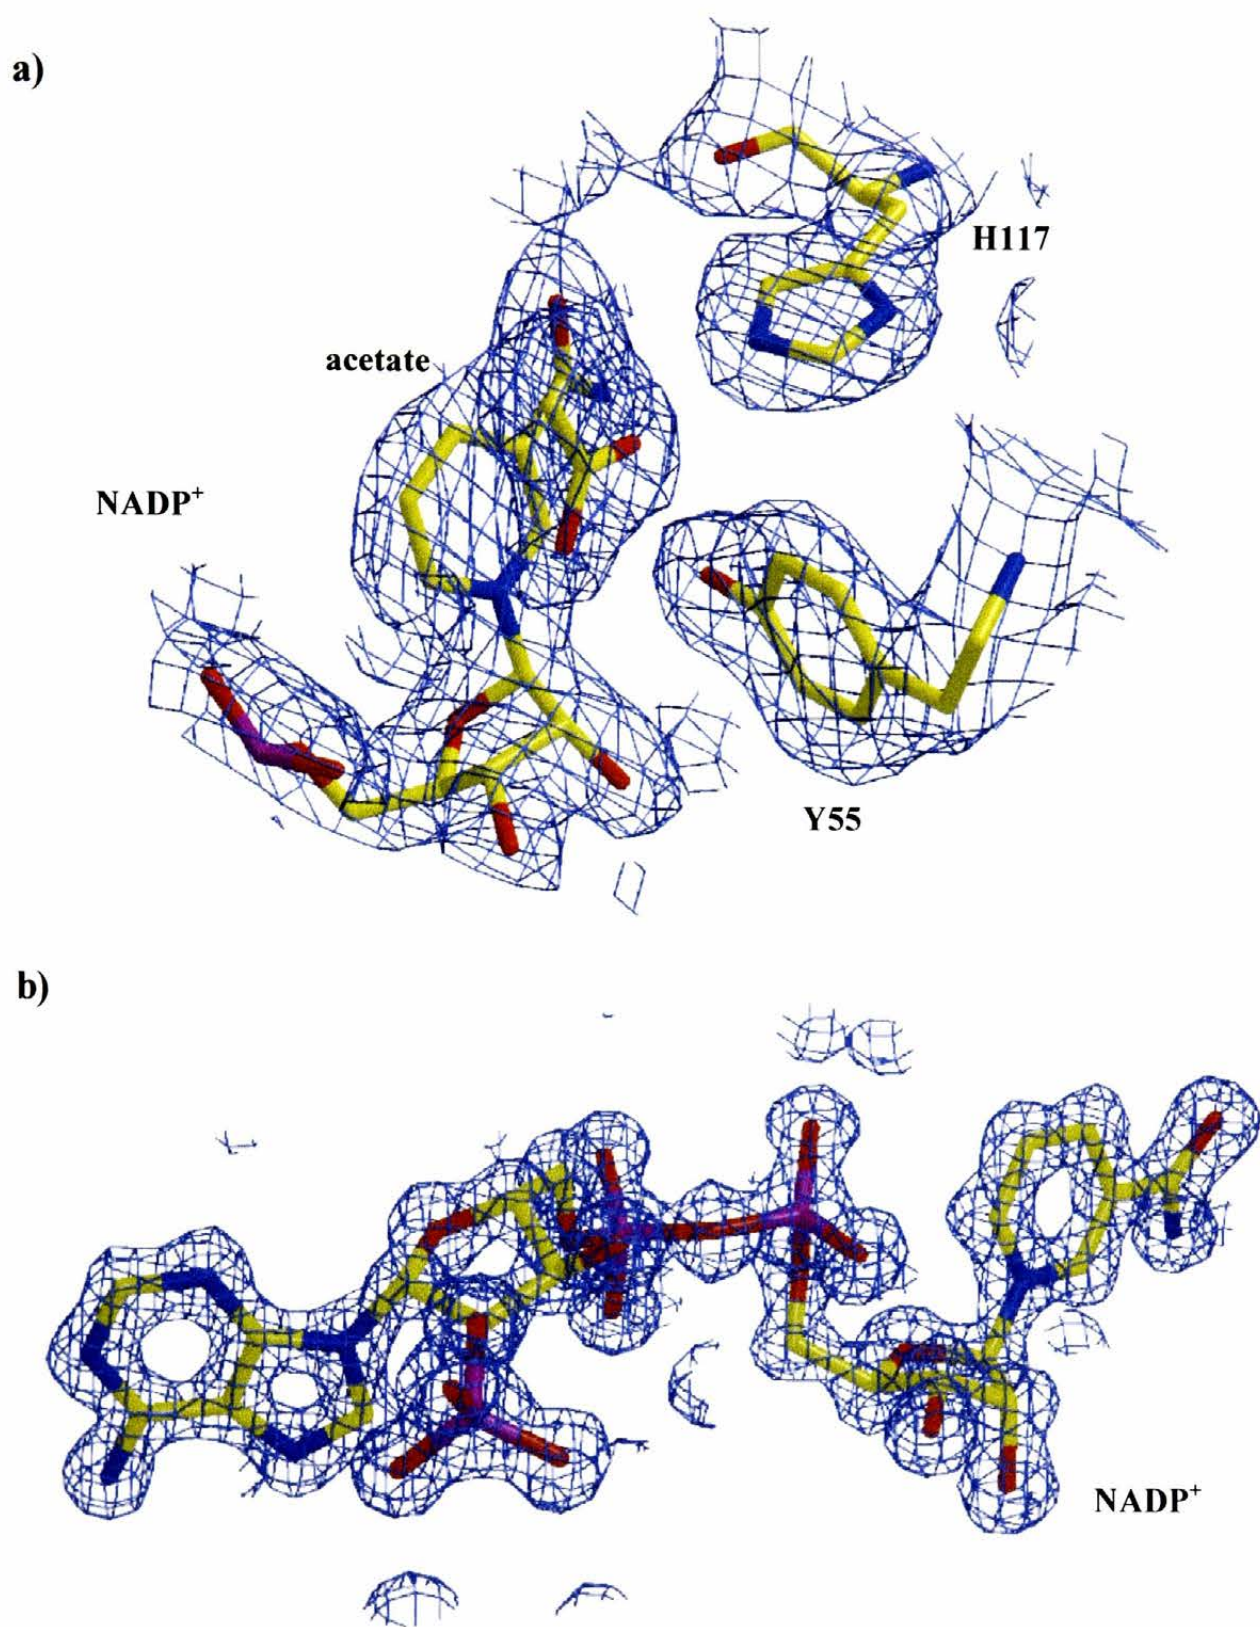 a)
H117
acetate
NADP⁺
Y55
b)
NADP⁺